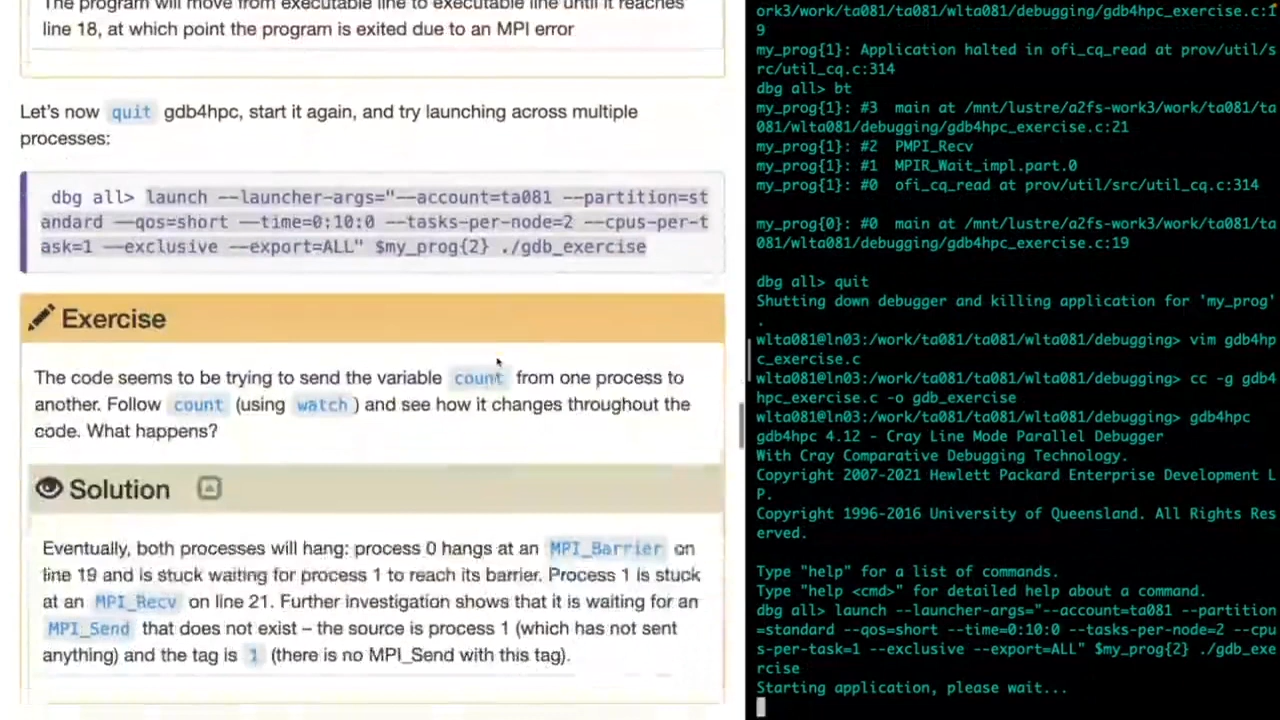 The program will move from executable line to executable line until it reaches
line 18, at which point the program is exited due to an MPI error
Let's now quit gdb4hpc, start it again, and try launching across multiple
processes:
dbg all> launch --launcher-args="--account=ta081 --partition=st
andard --qos=short --time=0:10:0 --tasks-per-node=2 --cpus-per-t
ask=1 --exclusive --export=ALL" $my_prog{2} ./gdb_exercise
Exercise
The code seems to be trying to send the variable count from one process to
another. Follow count (using watch) and see how it changes throughout the
code. What happens?
Solution
Eventually, both processes will hang: process 0 hangs at an MPI_Barrier on
line 19 and is stuck waiting for process 1 to reach its barrier. Process 1 is stuck
at an MPI_Recv on line 21. Further investigation shows that it is waiting for an
MPI_Send that does not exist – the source is process 1 (which has not sent
anything) and the tag is 1 (there is no MPI_Send with this tag).
ork3/work/ta081/ta081/wlta081/debugging/gdb4hpc_exercise.c:1
9
my_prog{1}: Application halted in ofi_cq_read at prov/util/s
rc/util_cq.c:314
dbg all> bt
my_prog{1}: #3  main at /mnt/lustre/a2fs-work3/work/ta081/ta
081/wlta081/debugging/gdb4hpc_exercise.c:21
my_prog{1}: #2  PMPI_Recv
my_prog{1}: #1  MPIR_Wait_impl.part.0
my_prog{1}: #0  ofi_cq_read at prov/util/src/util_cq.c:314
my_prog{0}: #0  main at /mnt/lustre/a2fs-work3/work/ta081/ta
081/wlta081/debugging/gdb4hpc_exercise.c:19
dbg all> quit
Shutting down debugger and killing application for 'my_prog'
.
wlta081@ln03:/work/ta081/ta081/wlta081/debugging> vim gdb4hp
c_exercise.c
wlta081@ln03:/work/ta081/ta081/wlta081/debugging> cc -g gdb4
hpc_exercise.c -o gdb_exercise
wlta081@ln03:/work/ta081/ta081/wlta081/debugging> gdb4hpc
gdb4hpc 4.12 - Cray Line Mode Parallel Debugger
With Cray Comparative Debugging Technology.
Copyright 2007-2021 Hewlett Packard Enterprise Development L
P.
Copyright 1996-2016 University of Queensland. All Rights Res
erved.
Type "help" for a list of commands.
Type "help <cmd>" for detailed help about a command.
dbg all> launch --launcher-args="--account=ta081 --partition
=standard --qos=short --time=0:10:0 --tasks-per-node=2 --cpu
s-per-task=1 --exclusive --export=ALL" $my_prog{2} ./gdb_exe
rcise
Starting application, please wait...